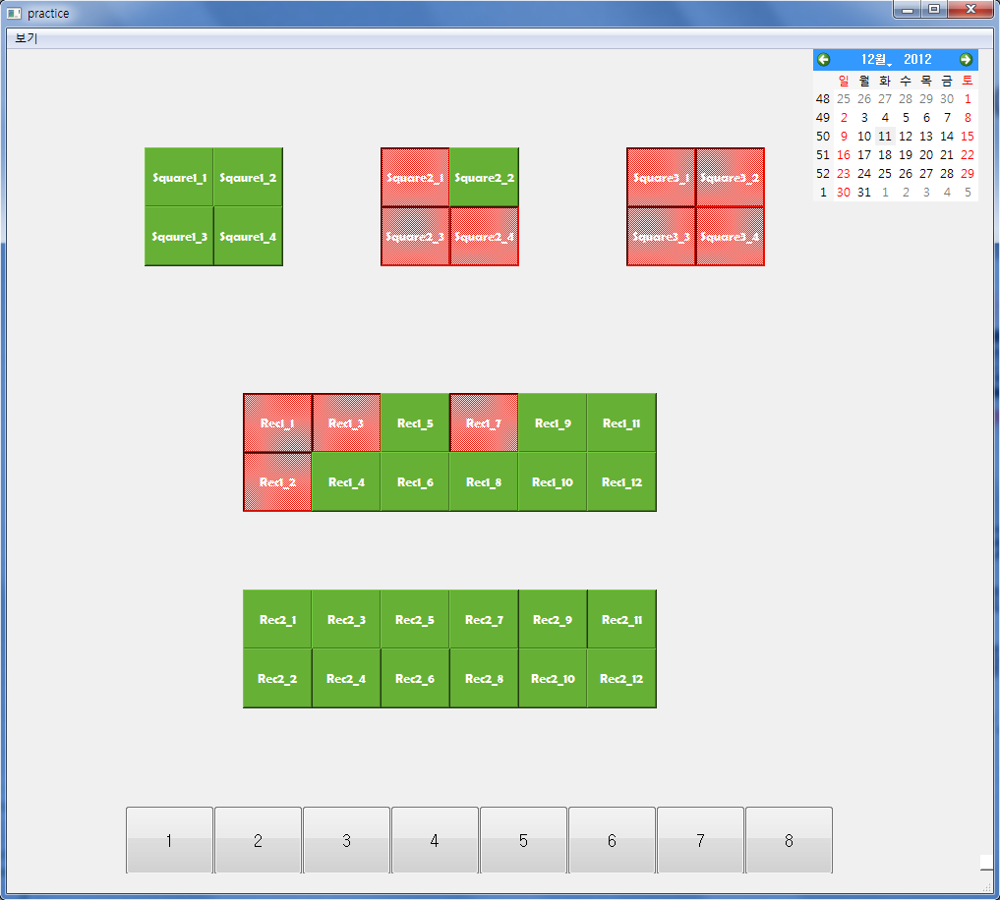 practice
보기
12월 2012
일 월 화 수 목 금 토
48 25 26 27 28 29 30 1
49 2 3 4 5 6 7 8
50 9 10 11 12 13 14 15
51 16 17 18 19 20 21 22
52 23 24 25 26 27 28 29
1 30 31 1 2 3 4 5
Square1_1 Sqaure1_2 Square2_1 Square2_2 Square3_1 Square3_2
Sqaure1_3 Sqaure1_4 Square2_3 Square2_4 Square3_3 Square3_4
Rec1_1 Rec1_3 Rec1_5 Rec1_7 Rec1_9 Rec1_11
Rec1_2 Rec1_4 Rec1_6 Rec1_8 Rec1_10 Rec1_12
Rec2_1 Rec2_3 Rec2_5 Rec2_7 Rec2_9 Rec2_11
Rec2_2 Rec2_4 Rec2_6 Rec2_8 Rec2_10 Rec2_12
1 2 3 4 5 6 7 8